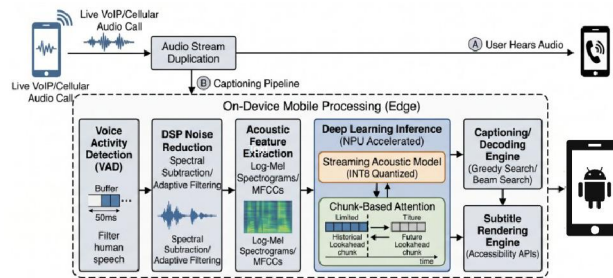 Live VoIP/Cellular
Audio Call
Live VoIP/Cellular
Audio Call
Audio Stream
Duplication
A User Hears Audio
B Captioning Pipeline
On-Device Mobile Processing (Edge)
Voice
Activity
Detection
(VAD)
Buffer
50ms
Filter
human
speech
DSP Noise
Reduction
Spectral
Subtraction/
Adaptive Filtering
Spectral
Subtraction/
Adaptive Filtering
Acoustic
Feature
Extraction
Log-Mel
Spectrograms/
MFCCs
Log-Mel
Spectrograms/
MFCCs
Deep Learning Inference
(NPU Accelerated)
Streaming Acoustic Model
(INT8 Quantized)
Chunk-Based Attention
Limited
Titure
Historical
Lookahead
chunk
Future
Lookahead
chunk
time
Captioning/
Decoding
Engine
(Greedy Search/
Beam Search)
Subtitle
Rendering
Engine
(Accessibility APIs)